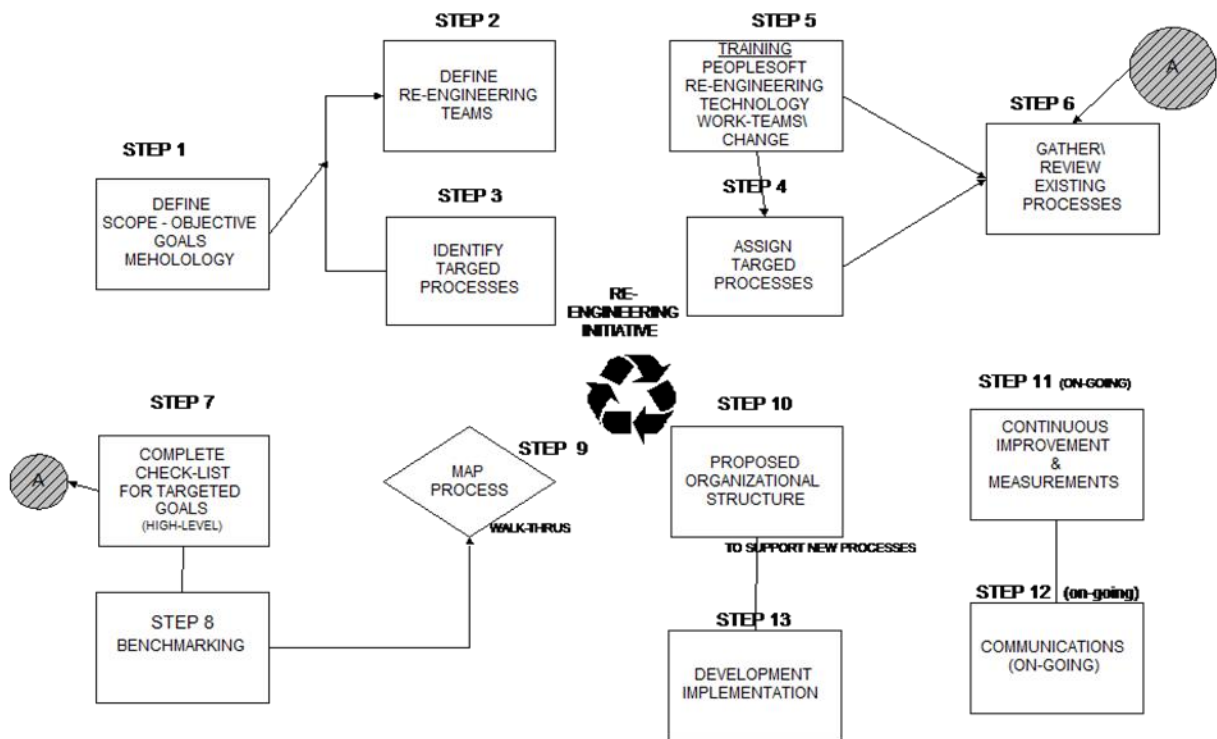 STEP 1
DEFINE
SCOPE - OBJECTIVE
GOALS
MEHOLOLOGY
STEP 2
DEFINE
RE-ENGINEERING
TEAMS
STEP 3
IDENTIFY
TARGED
PROCESSES
STEP 5
TRAINING
PEOPLESOFT
RE-ENGINEERING
TECHNOLOGY
WORK-TEAMS\
CHANGE
STEP 4
ASSIGN
TARGED
PROCESSES
A
STEP 6
GATHER\
REVIEW
EXISTING
PROCESSES
RE-
ENGINEERING
INITIATIVE
STEP 7
COMPLETE
CHECK-LIST
FOR TARGETED
GOALS
(HIGH-LEVEL)
A
STEP 8
BENCHMARKING
STEP 9
MAP
PROCESS
WALK-THRUS
STEP 10
PROPOSED
ORGANIZATIONAL
STRUCTURE
TO SUPPORT NEW PROCESSES
STEP 13
DEVELOPMENT
IMPLEMENTATION
STEP 11 (ON-GOING)
CONTINUOUS
IMPROVEMENT
&
MEASUREMENTS
STEP 12 (on-going)
COMMUNICATIONS
(ON-GOING)